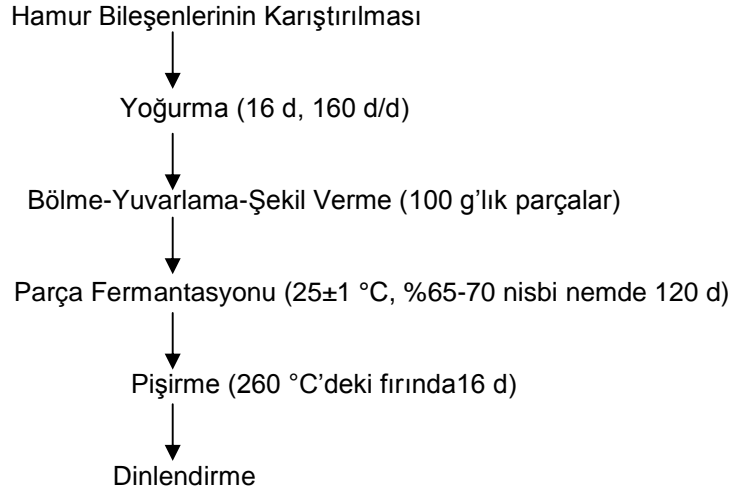 Hamur Bileşenlerinin Karıştırılması
Yoğurma (16 d, 160 d/d)
Bölme-Yuvarlama-Şekil Verme (100 g’lık parçalar)
Parça Fermantasyonu (25±1 °C, %65-70 nisbi nemde 120 d)
Pişirme (260 °C’deki fırında16 d)
Dinlendirme